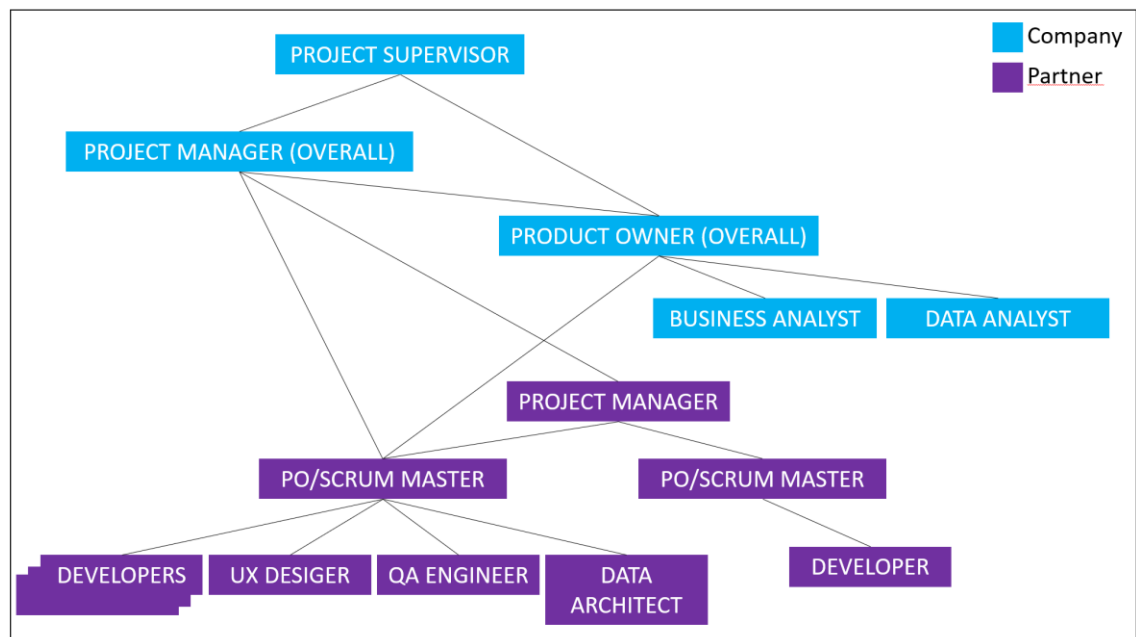 Company
Partner
PROJECT SUPERVISOR
PROJECT MANAGER (OVERALL)
PRODUCT OWNER (OVERALL)
BUSINESS ANALYST
DATA ANALYST
PROJECT MANAGER
PO/SCRUM MASTER
PO/SCRUM MASTER
DEVELOPERS
UX DESIGER
QA ENGINEER
DATA
ARCHITECT
DEVELOPER